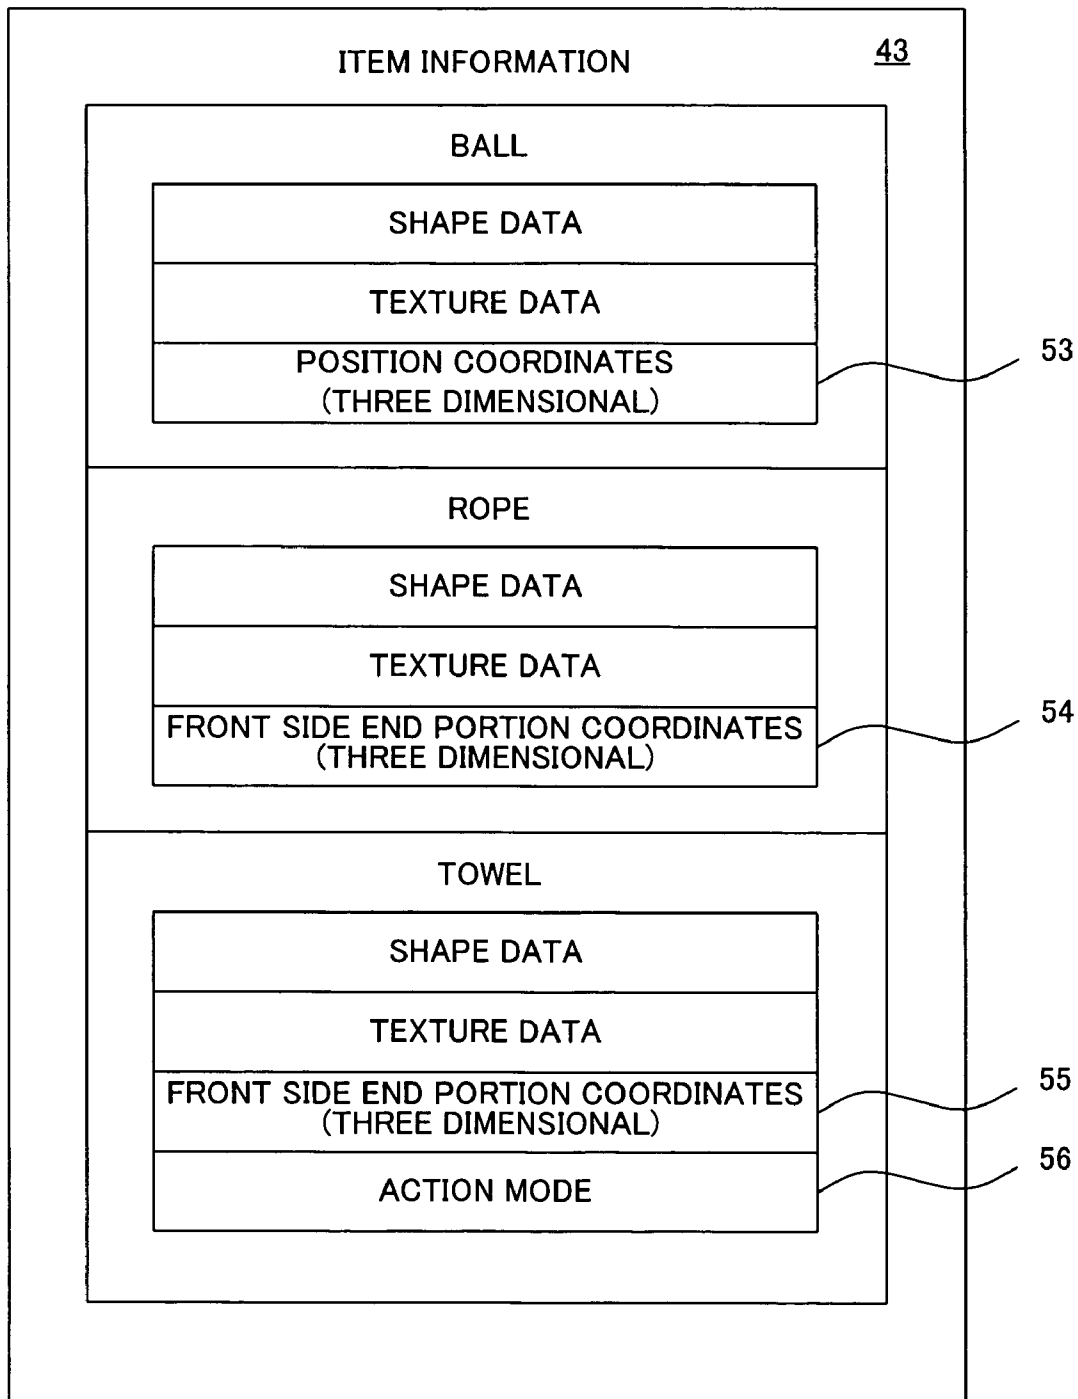 43
ITEM INFORMATION
BALL
SHAPE DATA
TEXTURE DATA
POSITION COORDINATES
(THREE DIMENSIONAL)
53
ROPE
SHAPE DATA
TEXTURE DATA
FRONT SIDE END PORTION COORDINATES
(THREE DIMENSIONAL)
54
TOWEL
SHAPE DATA
TEXTURE DATA
FRONT SIDE END PORTION COORDINATES
(THREE DIMENSIONAL)
55
ACTION MODE
56